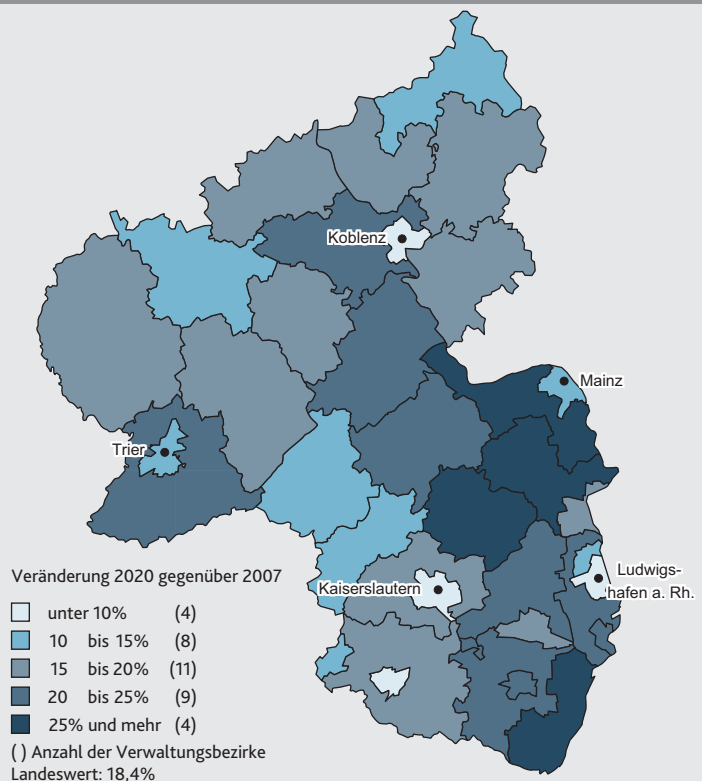 Koblenz
Mainz
Trier
Kaiserslautern
Ludwigs-
hafen a. Rh.
Veränderung 2020 gegenüber 2007
unter 10% (4)
10 bis 15% (8)
15 bis 20% (11)
20 bis 25% (9)
25% und mehr (4)
( ) Anzahl der Verwaltungsbezirke
Landeswert: 18,4%